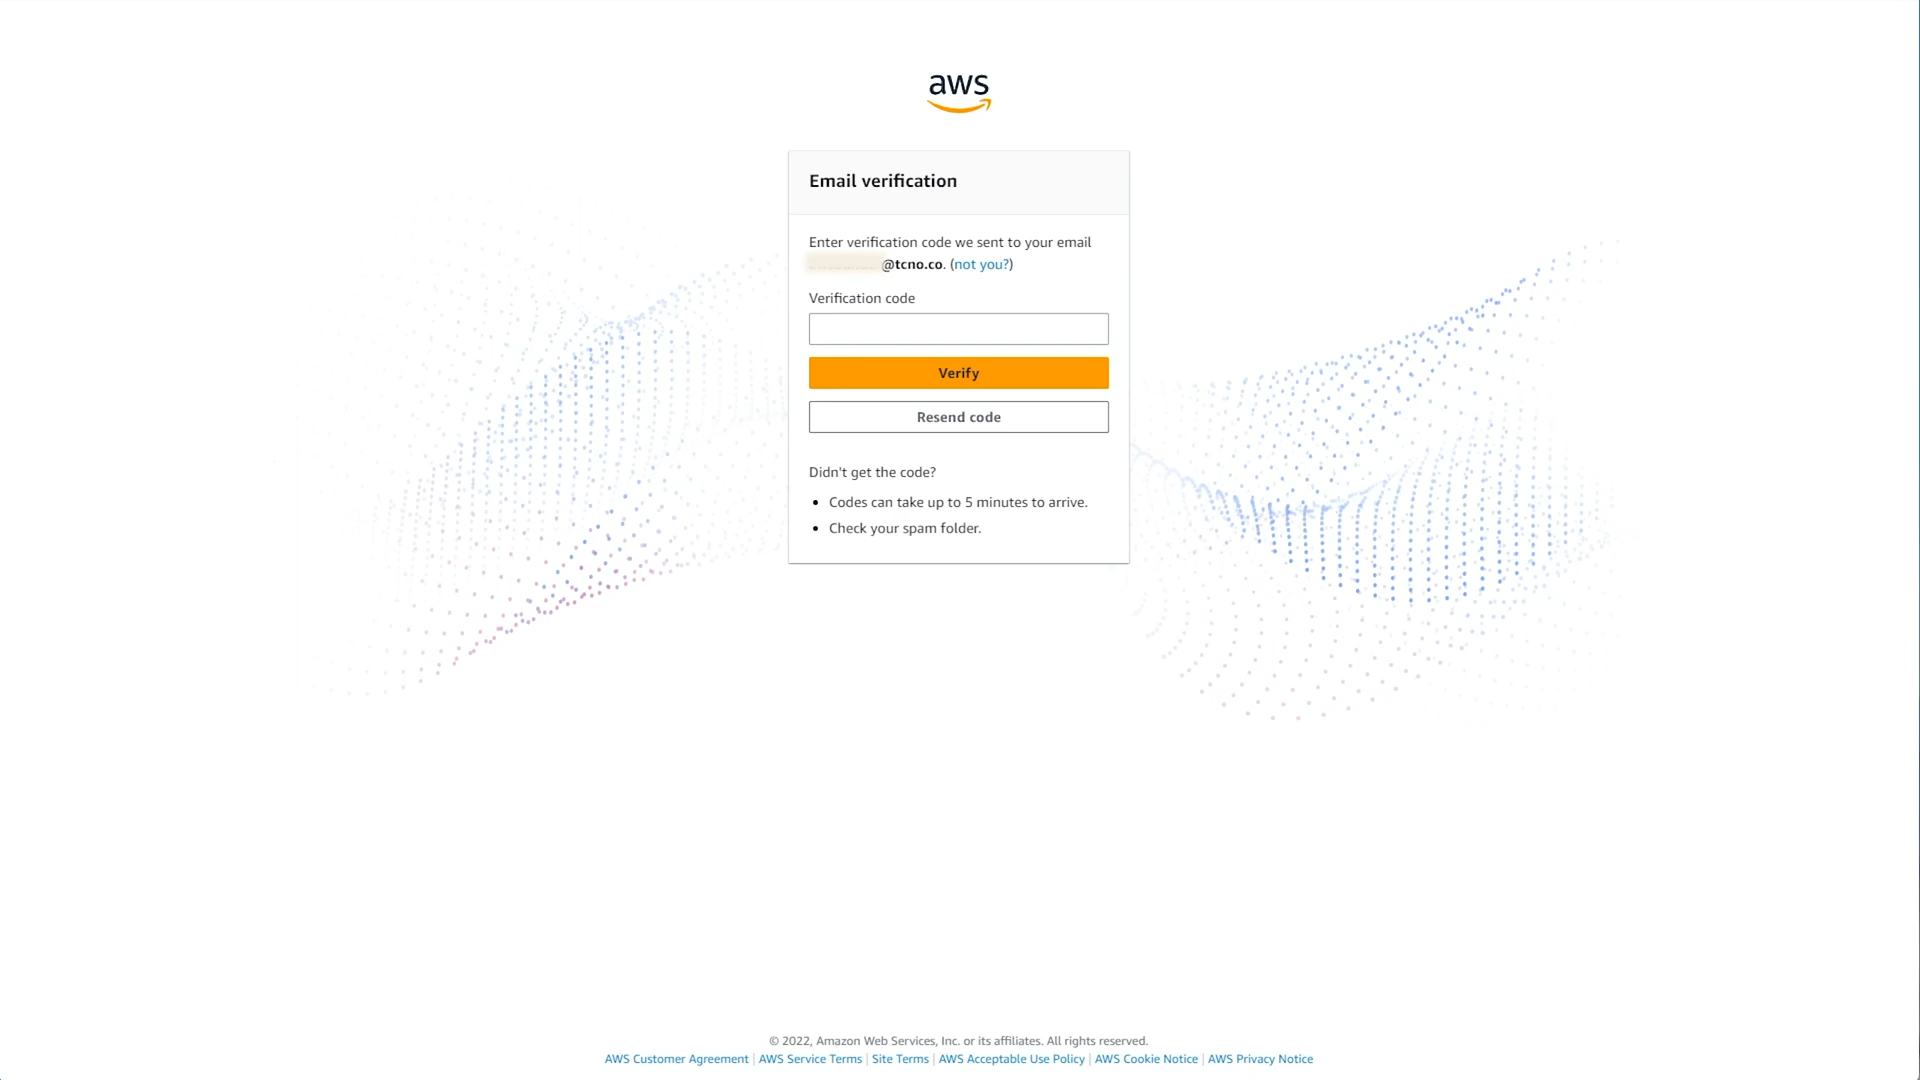 aws
Email verification
Enter verification code we sent to your email
@tcno.co. (not you?)
Verification code
Verify
Resend code
Didn't get the code?
• Codes can take up to 5 minutes to arrive.
• Check your spam folder.
© 2022, Amazon Web Services, Inc. or its affiliates. All rights reserved.
AWS Customer Agreement | AWS Service Terms | Site Terms | AWS Acceptable Use Policy | AWS Cookie Notice | AWS Privacy Notice